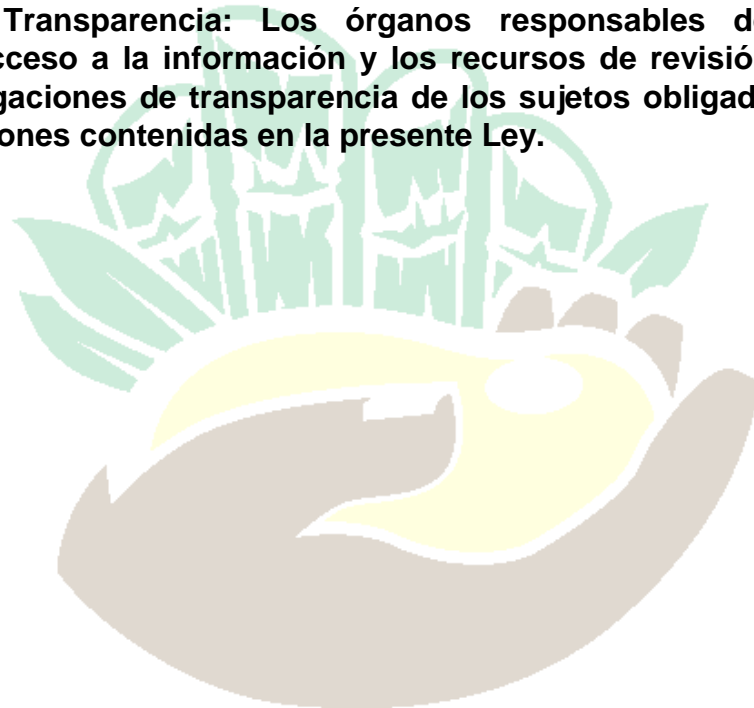 Transparencia: Los órganos responsables d
cceso a la información y los recursos de revisió
gaciones de transparencia de los sujetos obligad
iones contenidas en la presente Ley.